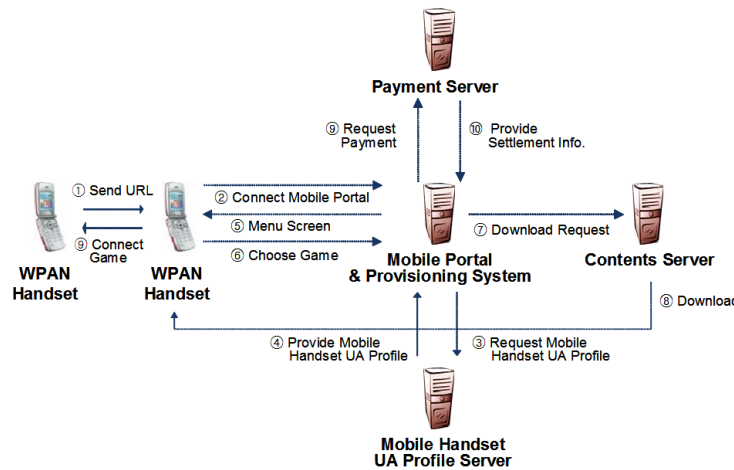 Payment Server
⑨ Request
Payment
⑩ Provide
Settlement Info.
① Send URL
② Connect Mobile Portal
⑤ Menu Screen
⑦ Download Request
⑨ Connect
Game
⑥ Choose Game
WPAN
Handset
WPAN
Handset
Mobile Portal
& Provisioning System
Contents Server
⑧ Download
④ Provide Mobile
Handset UA Profile
③ Request Mobile
Handset UA Profile
Mobile Handset
UA Profile Server